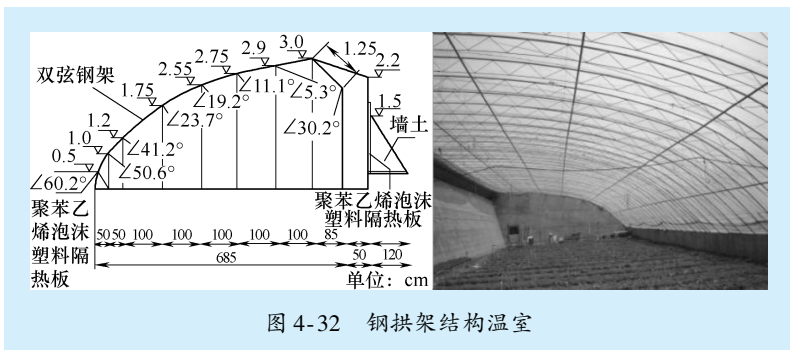 3.0
2.9
1.25
2.75
2.2
2.55
双弦钢架
∠11.1°
∠5.3°
1.75
∠19.2°
1.5
∠23.7°
∠30.2°
墙土
1.2
1.0
∠41.2°
0.5
∠50.6°
∠60.2°
聚苯乙
烯泡沫
塑料隔
热板
聚苯乙烯泡沫
塑料隔热板
50 50 100 100 100 100 100 85
685
50 120
单位：cm
图 4-32 钢拱架结构温室